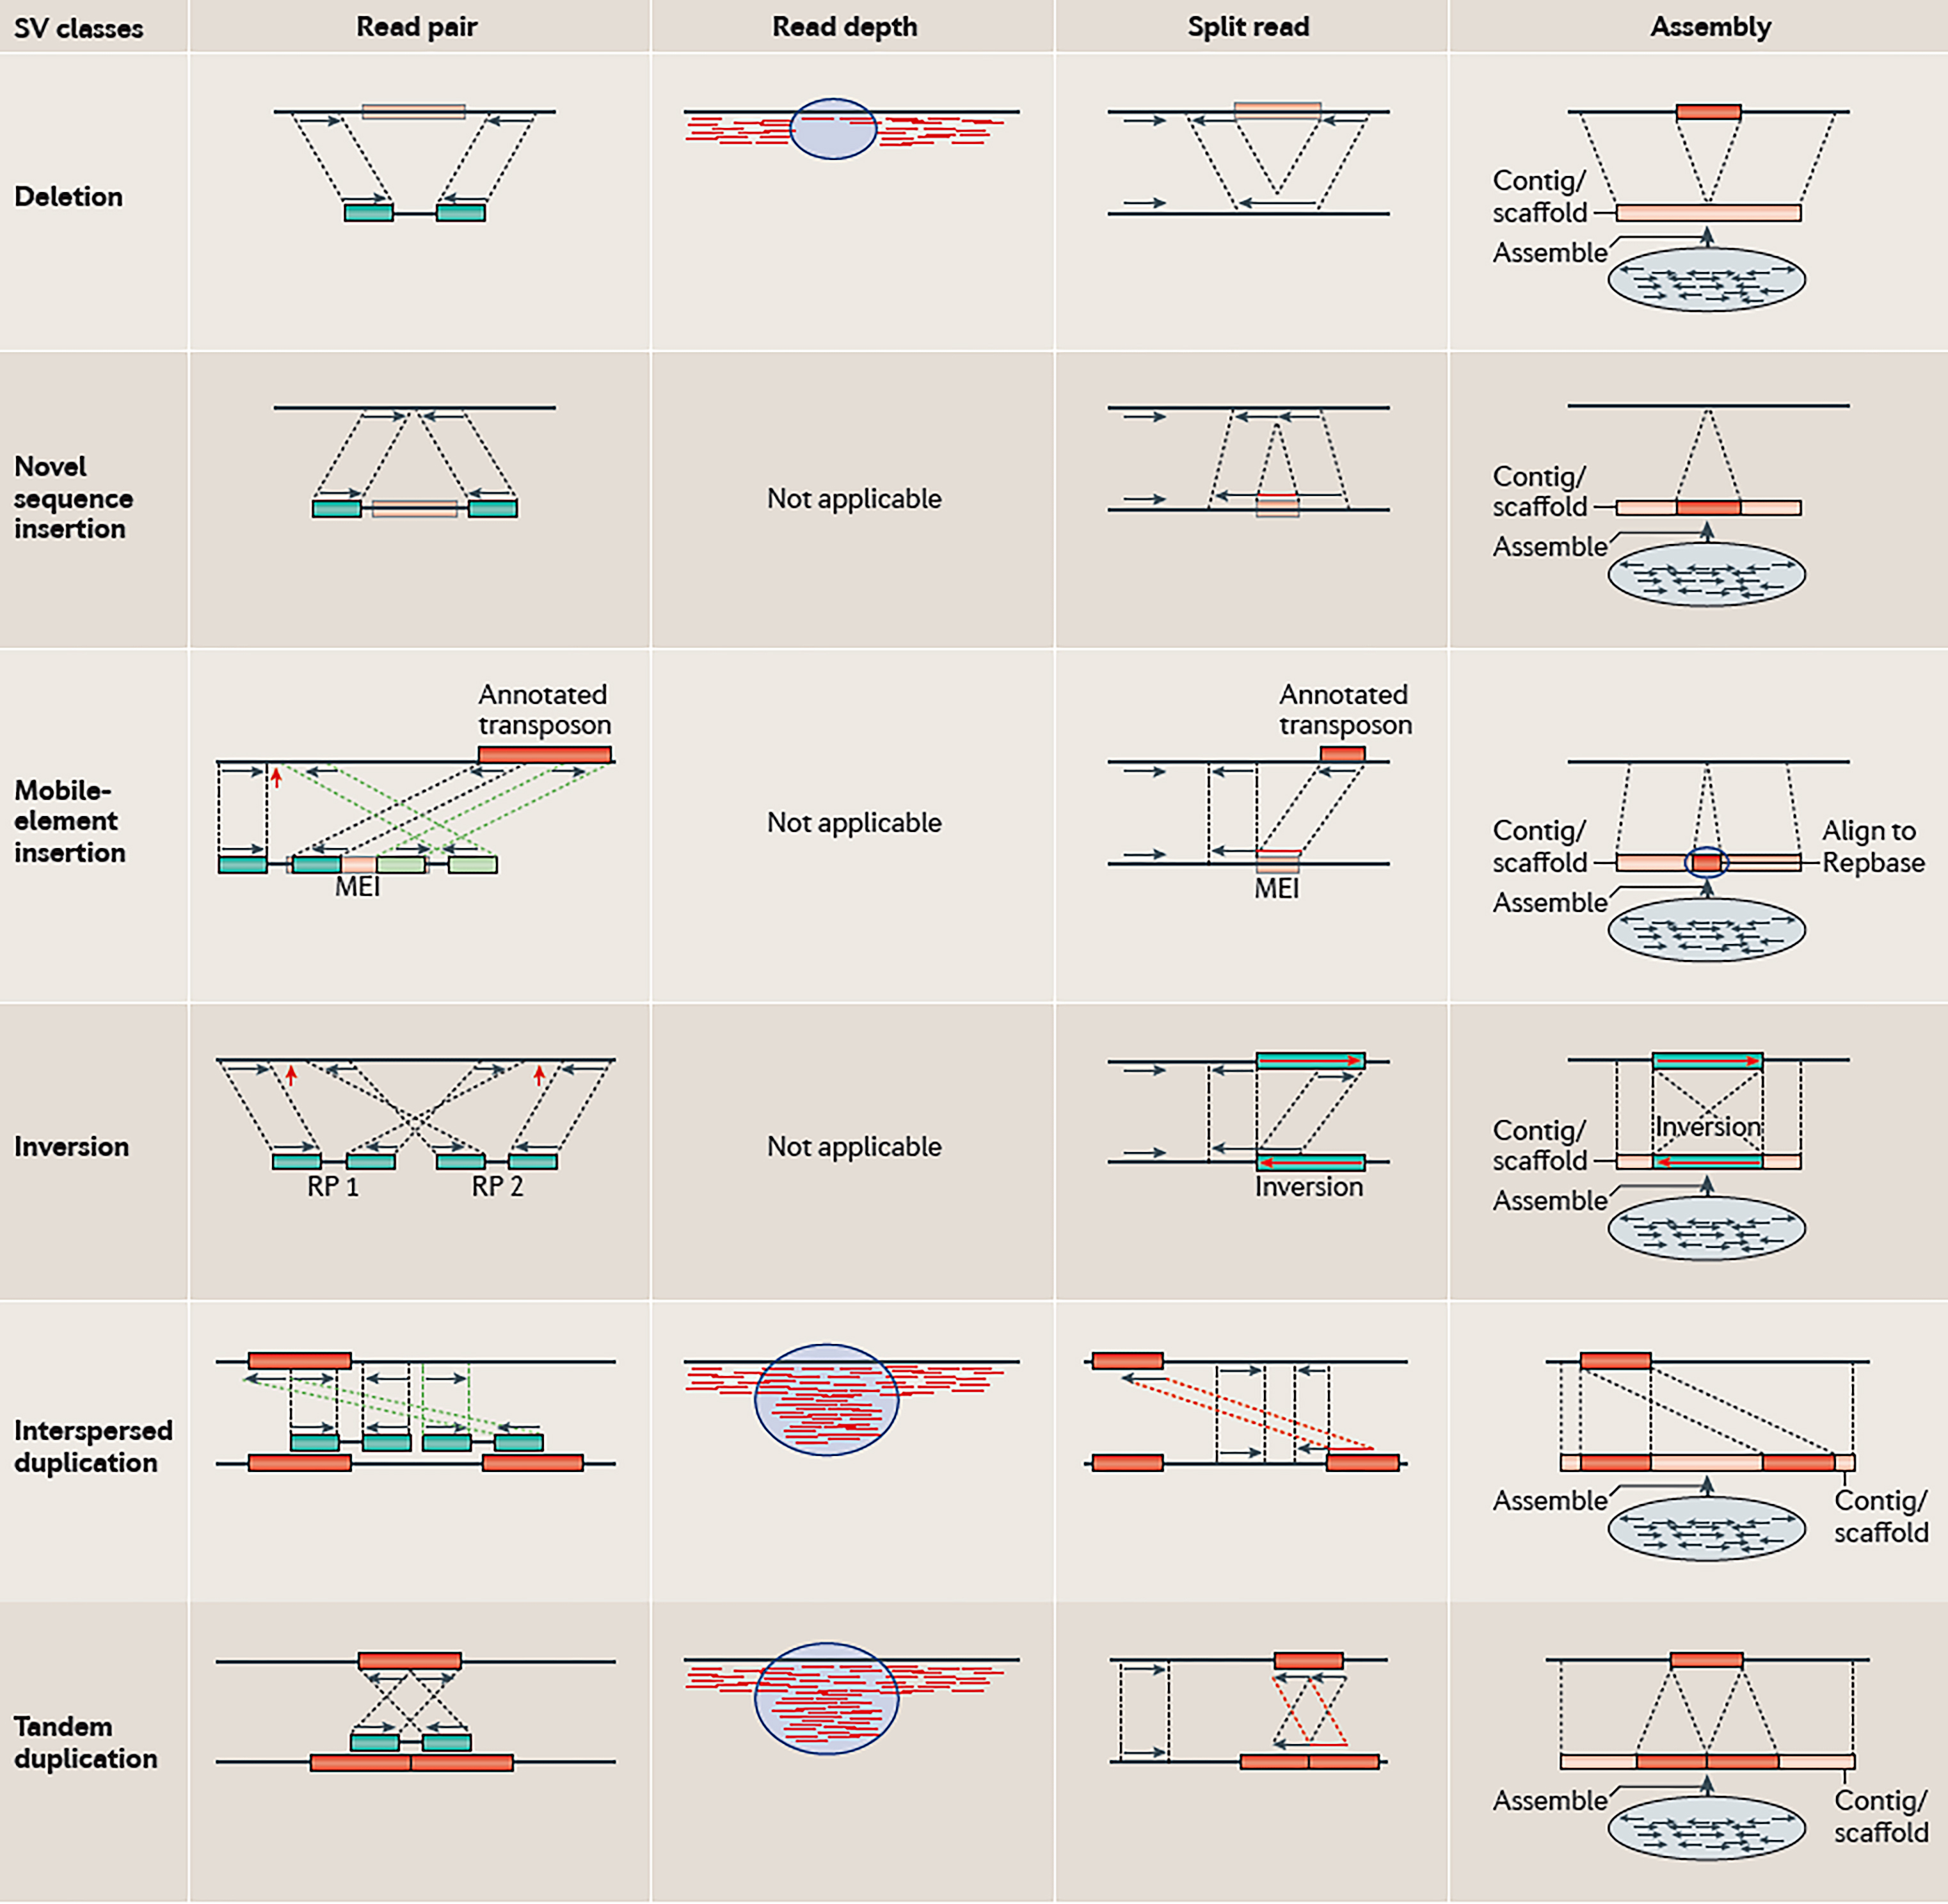 SV classes
Read pair
Read depth
Split read
Assembly
Deletion
Contig/
scaffold
Assemble
Novel
sequence
insertion
Not applicable
Contig/
scaffold
Assemble
Mobile-
element
insertion
Annotated
transposon
MEI
Not applicable
Annotated
transposon
MEI
Contig/
scaffold
Assemble
Align to
Repbase
Inversion
RP 1
RP 2
Not applicable
Inversion
Inversion
Contig/
scaffold
Assemble
Interspersed
duplication
Assemble
Contig/
scaffold
Tandem
duplication
Assemble
Contig/
scaffold